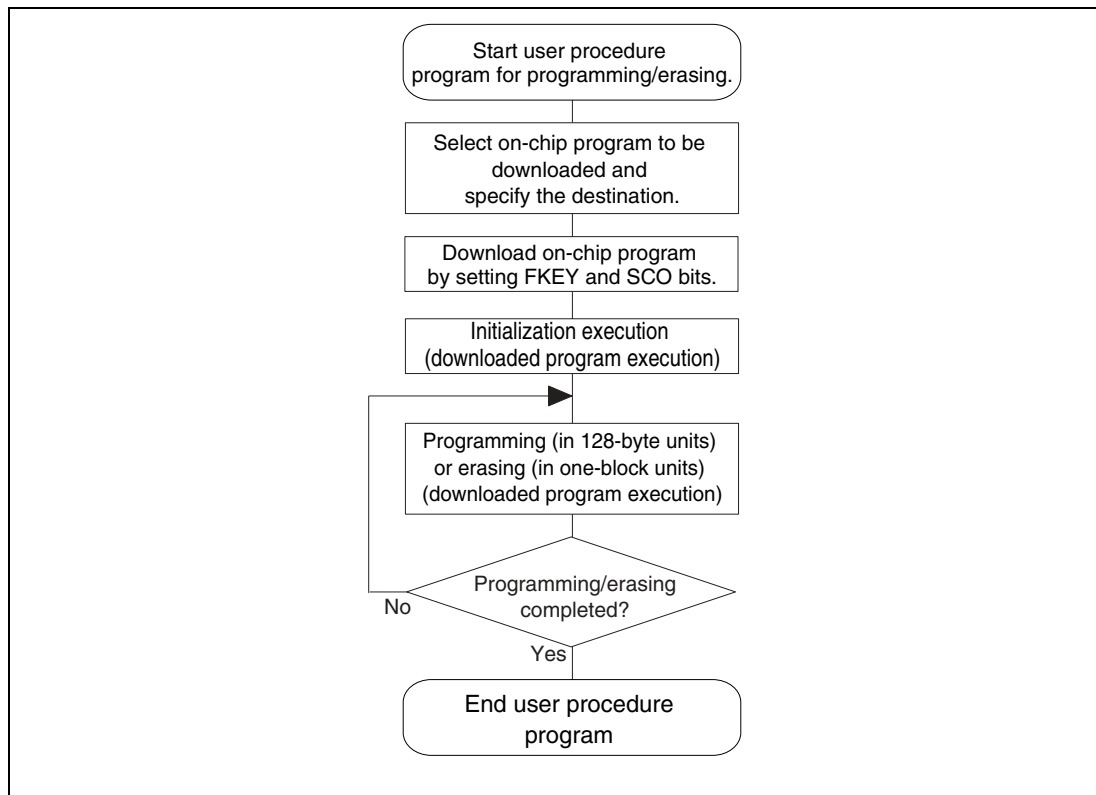 Start user procedure
program for programming/erasing.
Select on-chip program to be
downloaded and
specify the destination.
Download on-chip program
by setting FKEY and SCO bits.
Initialization execution
(downloaded program execution)
Programming (in 128-byte units)
or erasing (in one-block units)
(downloaded program execution)
Programming/erasing
completed?
No
Yes
End user procedure
program